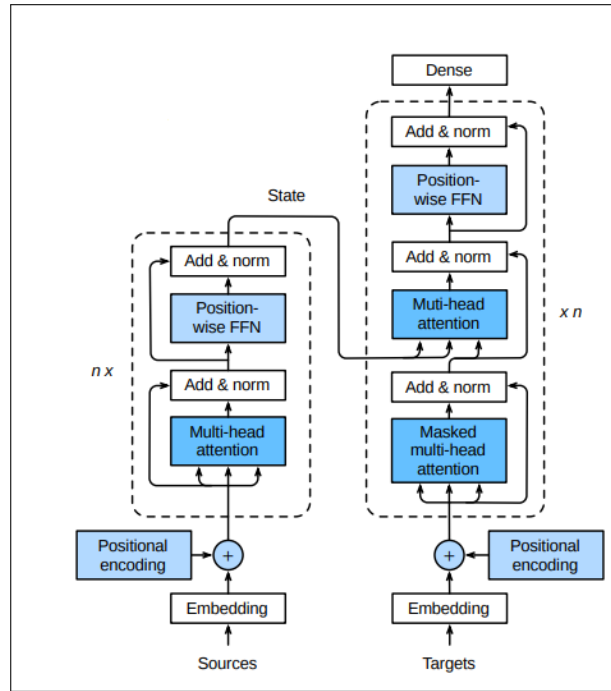 Dense
Add & norm
Position-
wise FFN
State
Add & norm
Add & norm
Muti-head
attention
Position-
wise FFN
x n
n x
Add & norm
Add & norm
Multi-head
attention
Masked
multi-head
attention
Positional
encoding
+
+
Positional
encoding
Embedding
Embedding
Sources
Targets